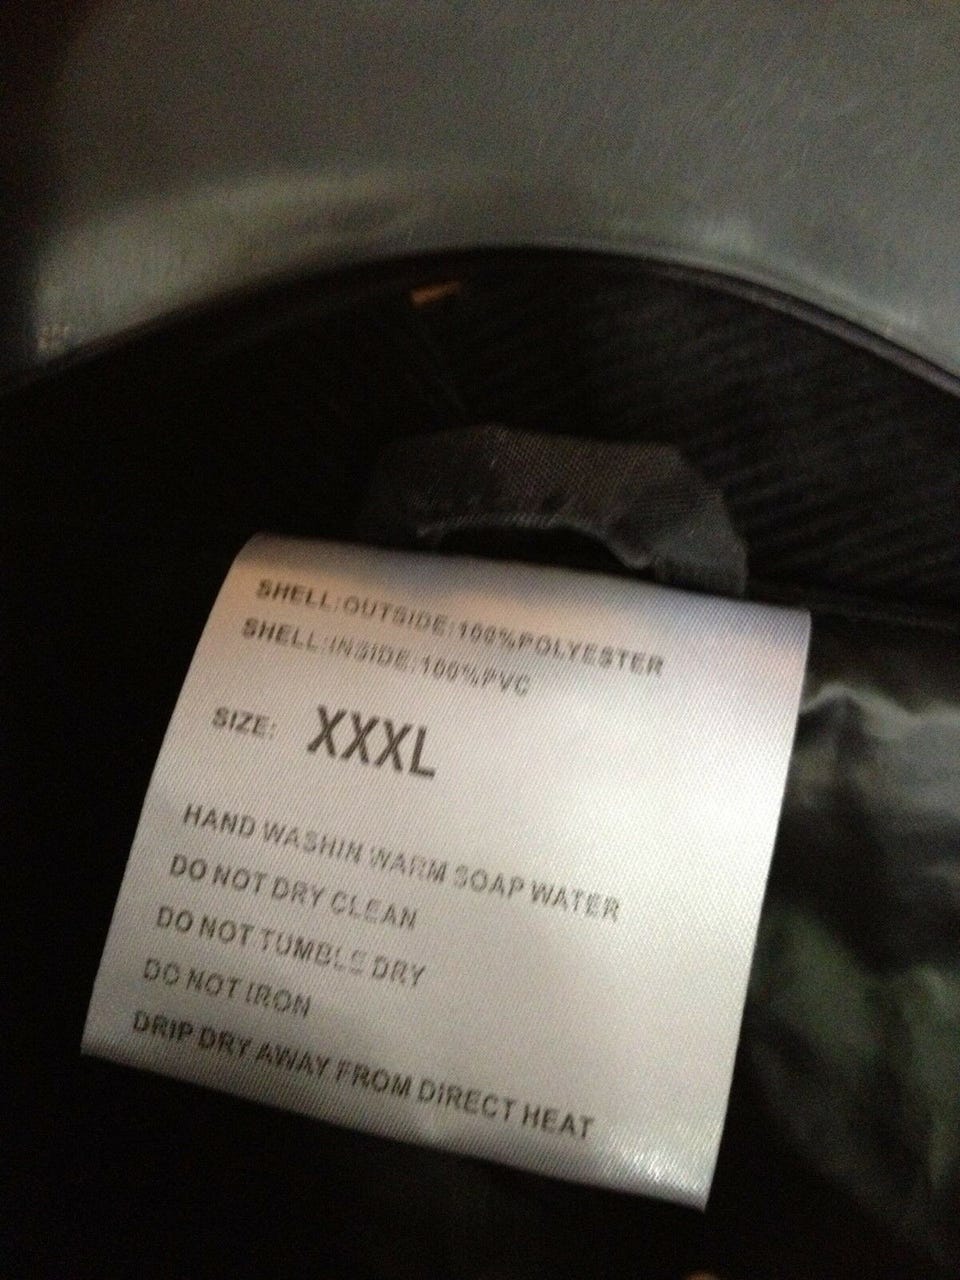 SHELL:OUTSIDE:100%POLYESTER
SHELL:INSIDE:100%PVC
SIZE: XXXL
HAND WASHIN WARM SOAP WATER
DO NOT DRY CLEAN
DO NOT TUMBLE DRY
DO NOT IRON
DRIP DRY AWAY FROM DIRECT HEAT